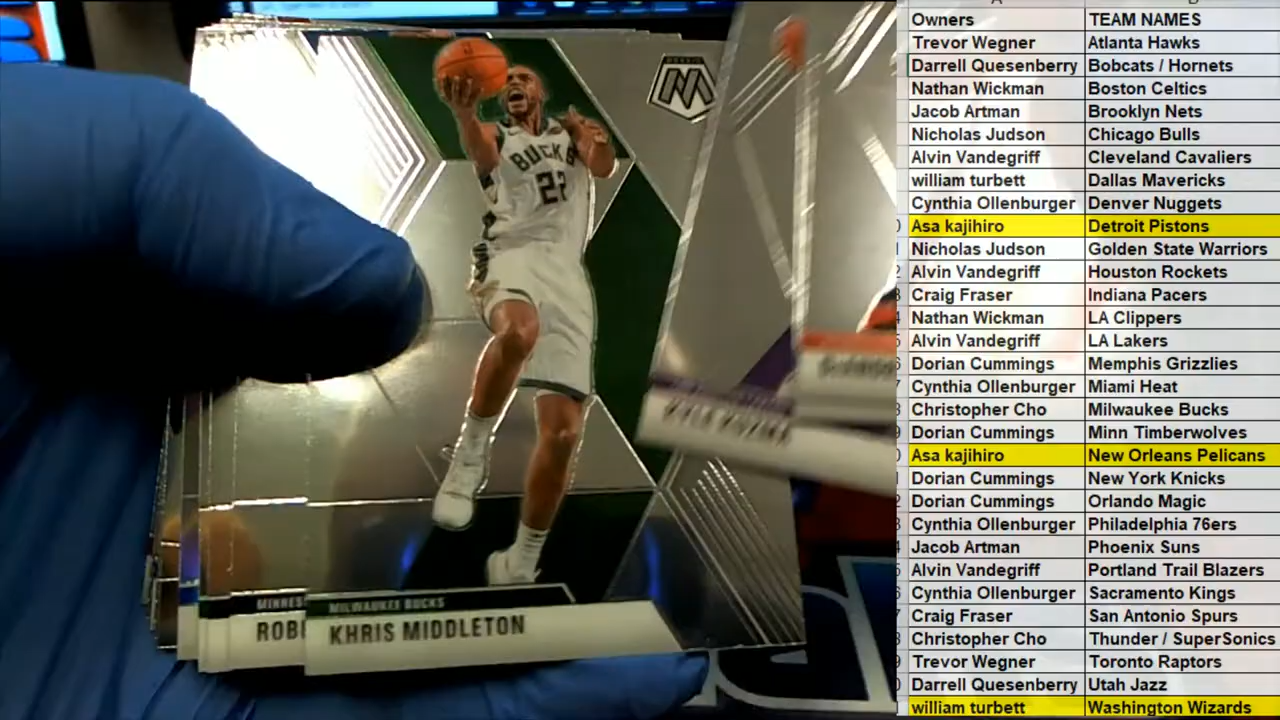 BUCKS
22
MILWAUKEE BUCKS
KHRIS MIDDLETON
MINNES
ROBI
Owners TEAM NAMES
Trevor Wegner Atlanta Hawks
Darrell Quesenberry Bobcats / Hornets
Nathan Wickman Boston Celtics
Jacob Artman Brooklyn Nets
Nicholas Judson Chicago Bulls
Alvin Vandegriff Cleveland Cavaliers
william turbett Dallas Mavericks
Cynthia Ollenburger Denver Nuggets
Asa kajihiro Detroit Pistons
Nicholas Judson Golden State Warriors
Alvin Vandegriff Houston Rockets
Craig Fraser Indiana Pacers
Nathan Wickman LA Clippers
Alvin Vandegriff LA Lakers
Dorian Cummings Memphis Grizzlies
Cynthia Ollenburger Miami Heat
Christopher Cho Milwaukee Bucks
Dorian Cummings Minn Timberwolves
Asa kajihiro New Orleans Pelicans
Dorian Cummings New York Knicks
Dorian Cummings Orlando Magic
Cynthia Ollenburger Philadelphia 76ers
Jacob Artman Phoenix Suns
Alvin Vandegriff Portland Trail Blazers
Cynthia Ollenburger Sacramento Kings
Craig Fraser San Antonio Spurs
Christopher Cho Thunder / SuperSonics
Trevor Wegner Toronto Raptors
Darrell Quesenberry Utah Jazz
william turbett Washington Wizards